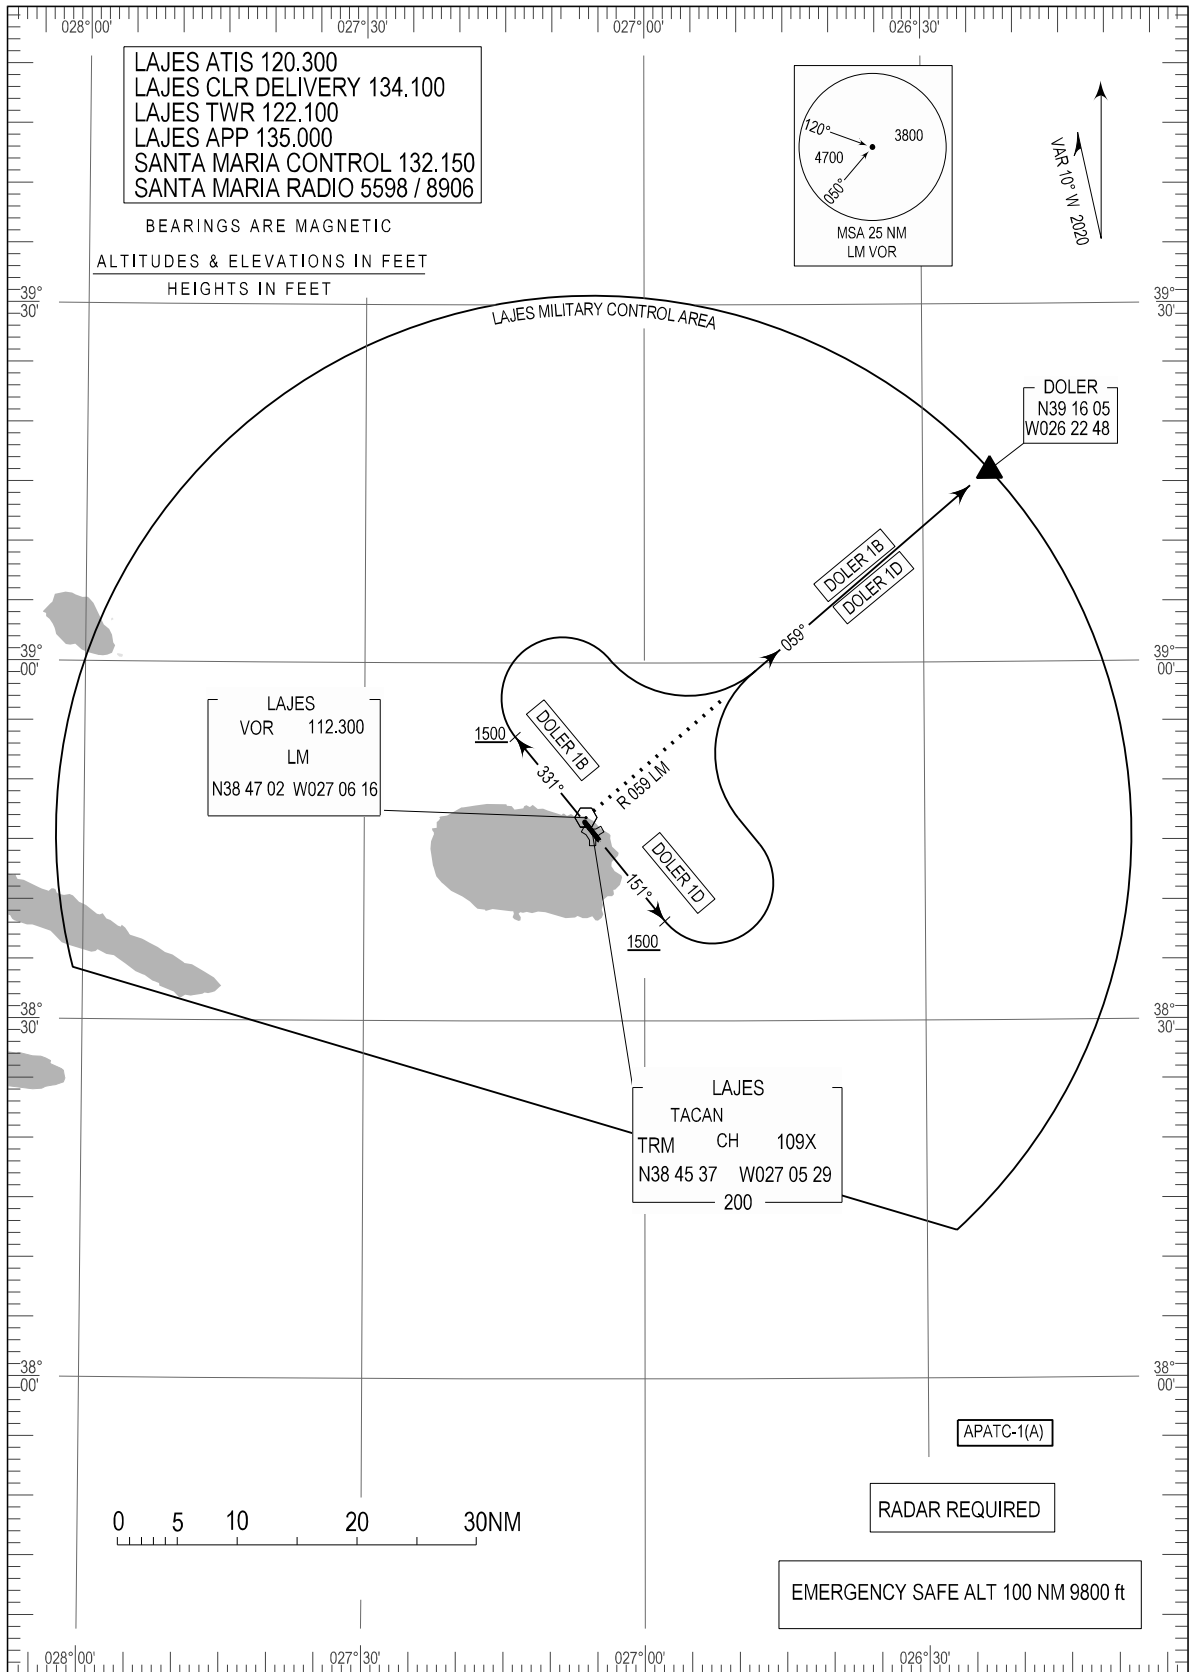 028°00'
027°30'
027°00'
026°30'
LAJES ATIS 120.300
LAJES CLR DELIVERY 134.100
LAJES TWR 122.100
LAJES APP 135.000
SANTA MARIA CONTROL 132.150
SANTA MARIA RADIO 5598 / 8906
BEARINGS ARE MAGNETIC
ALTITUDES & ELEVATIONS IN FEET
HEIGHTS IN FEET
120°
3800
4700
050°
MSA 25 NM
LM VOR
VAR 10° W 2020
39°
30'
39°
30'
LAJES MILITARY CONTROL AREA
DOLER
N39 16 05
W026 22 48
DOLER 1B
DOLER 1D
059°
39°
00'
39°
00'
LAJES
VOR 112.300
LM
N38 47 02 W027 06 16
1500
DOLER 1B
331°
R 059 LM
DOLER 1D
151°
1500
38°
30'
38°
30'
LAJES
TACAN
TRM CH 109X
N38 45 37 W027 05 29
200
38°
00'
38°
00'
APATC-1(A)
RADAR REQUIRED
0 5 10 20 30NM
EMERGENCY SAFE ALT 100 NM 9800 ft
028°00'
027°30'
027°00'
026°30'